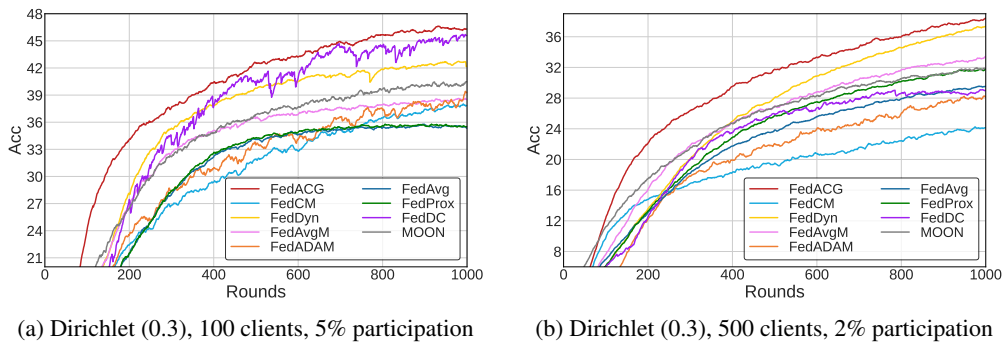 48
45
42
39
36
33
30
27
24
21
Acc
0 200 400 600 800 1000
Rounds
FedACG
FedCM
FedDyn
FedAvgM
FedADAM
FedAvg
FedProx
FedDC
MOON
(a) Dirichlet (0.3), 100 clients, 5% participation
36
32
28
24
20
16
12
8
Acc
0 200 400 600 800 1000
Rounds
FedACG
FedCM
FedDyn
FedAvgM
FedADAM
FedAvg
FedProx
FedDC
MOON
(b) Dirichlet (0.3), 500 clients, 2% participation